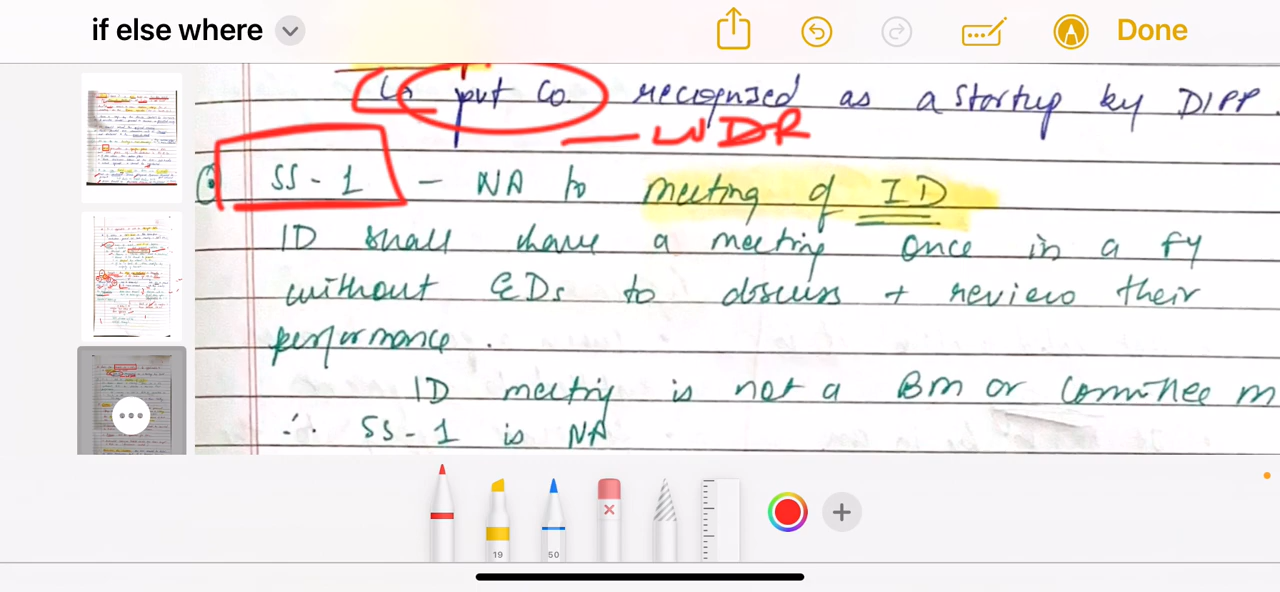 if else where
Done
Pvt Co. recognised as a startup by DIPP.
WDR
SS-1 - NA to meeting of ID
ID shall have a meeting once in a FY
without EDs to discuss + review their
performance.
ID meeting is not a BM or Committee m
∴ SS-1 is NA
19
50